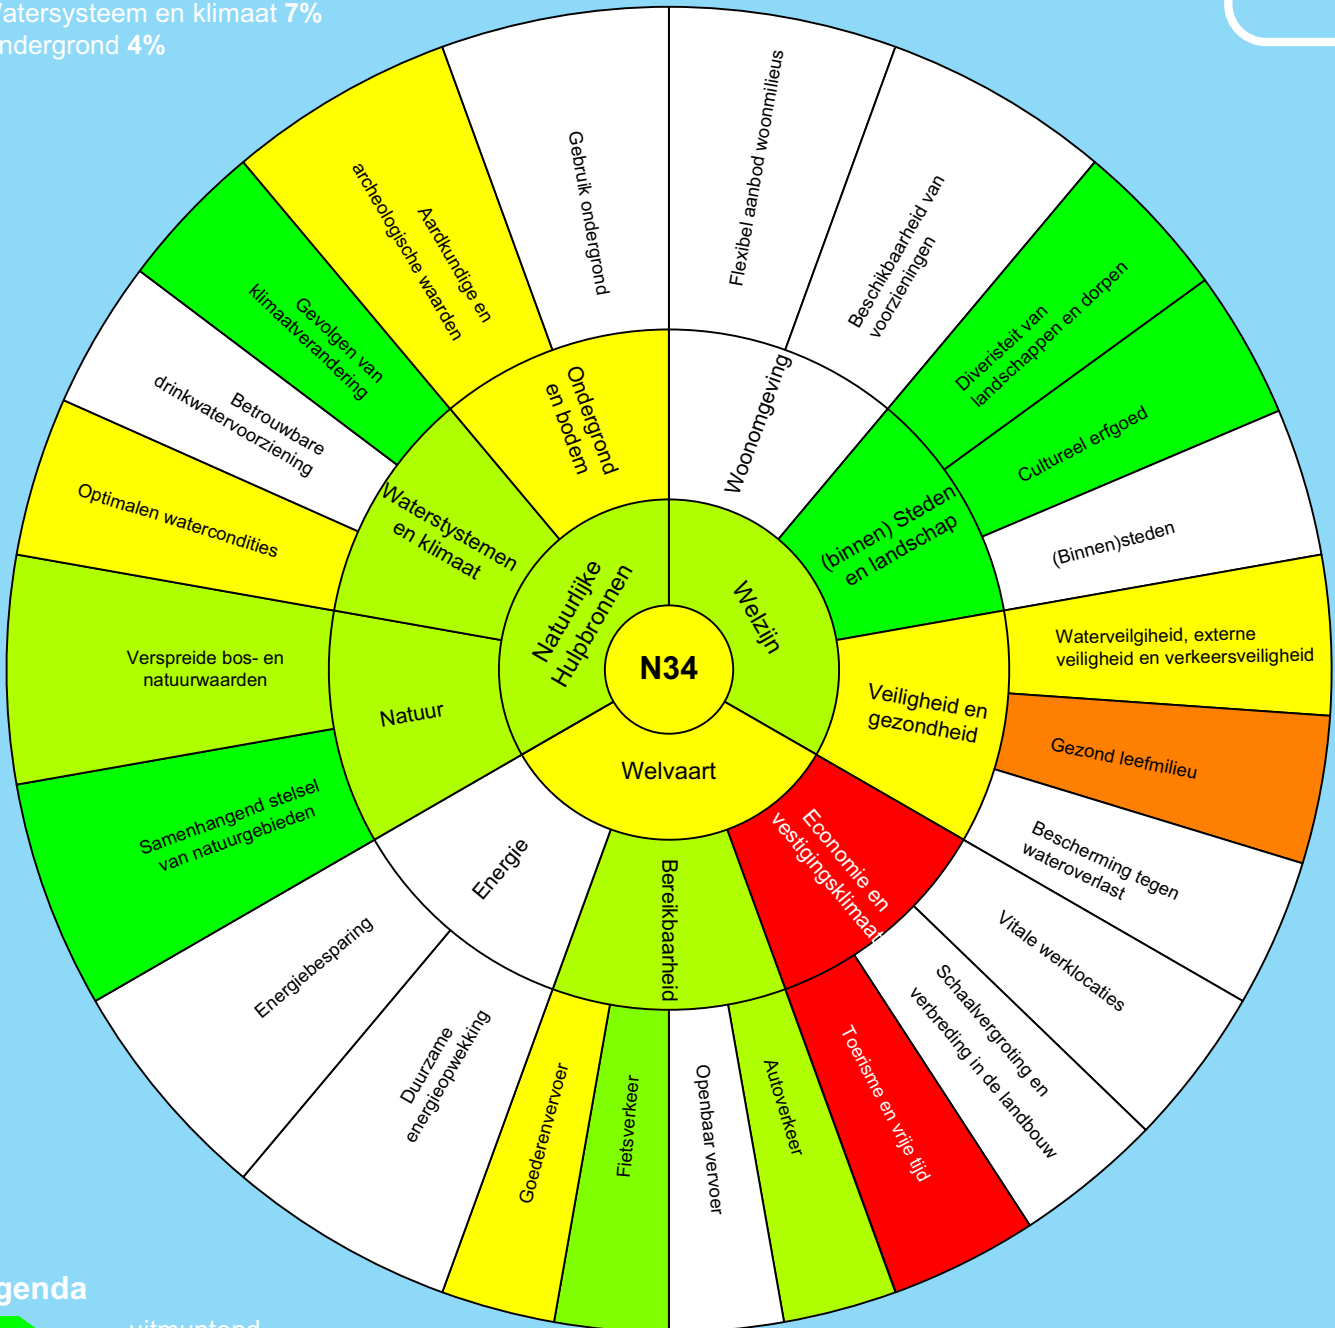 Watersysteem en klimaat 7%
ndergrond 4%
Gebruik ondergrond
Flexibel aanbod woonmilieus
Beschikbaarheid van
voorzieningen
Diveristeit van
landschappen en dorpen
Cultureel erfgoed
(Binnen)steden
Waterveilgiheid, externe
veiligheid en verkeersveiligheid
Gezond leefmilieu
Bescherming tegen
wateroverlast
Vitale werklocaties
Schaalvergroting en
verbreding in de landbouw
Toerisme en vrije tijd
Autoverkeer
Openbaar vervoer
Fietsverkeer
Goederenvervoer
Duurzame
energieopwekking
Energiebesparing
Samenhangend stelsel
van natuurgebieden
Verspreide bos- en
natuurwaarden
Optimalen watercondities
Betrouwbare
drinkwatervoorziening
Gevolgen van
klimaatverandering
Aardkundige en
archeologische waarden
Ondergrond
en bodem
Woonomgeving
(binnen) Steden
en landschap
Veiligheid en
gezondheid
Economie en
vestigingsklimaat
Bereikbaarheid
Energie
Natuur
Waterstystemen
en klimaat
Natuurlijke
Hulpbronnen
Welzijn
Welvaart
N34
genda
uitmuntend